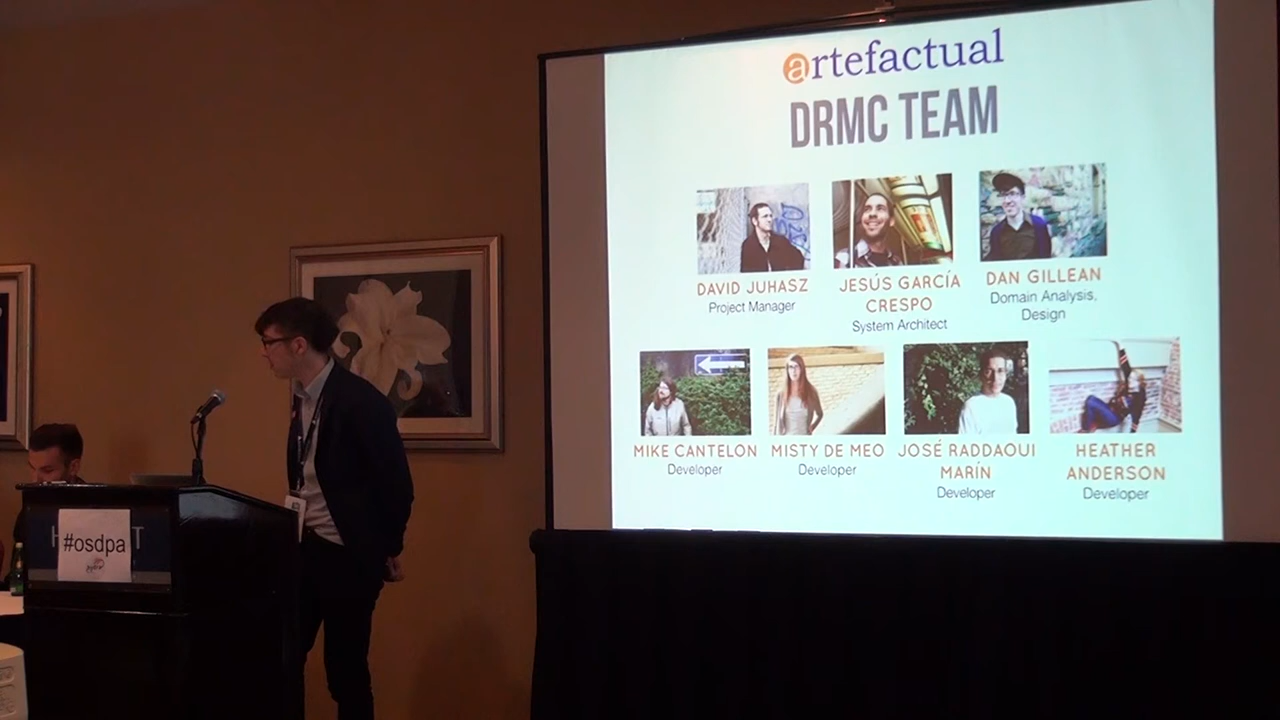 artefactual
DRMC TEAM
DAVID JUHASZ
Project Manager
JESÚS GARCÍA
CRESPO
System Architect
DAN GILLEAN
Domain Analysis,
Design
MIKE CANTELON
Developer
MISTY DE MEO
Developer
JOSÉ RADDAOUI
MARÍN
Developer
HEATHER
ANDERSON
Developer
#osdpa